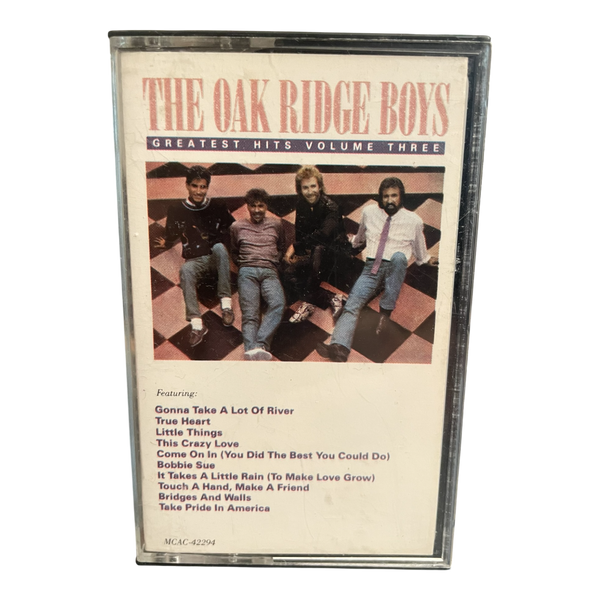 THE OAK RIDGE BOYS
GREATEST HITS VOLUME THREE
Featuring:
Gonna Take A Lot Of River
True Heart
Little Things
This Crazy Love
Come On In (You Did The Best You Could Do)
Bobbie Sue
It Takes A Little Rain (To Make Love Grow)
Touch A Hand, Make A Friend
Bridges And Walls
Take Pride In America
MCAC-42294